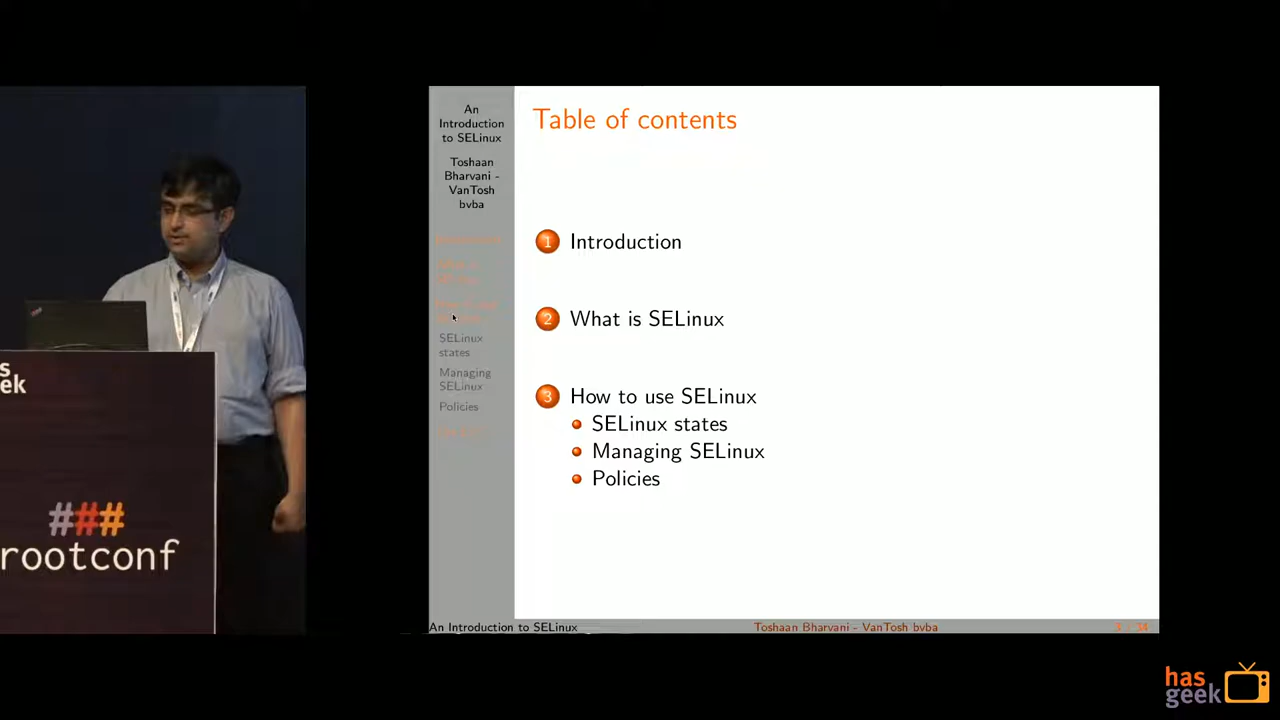 An
Introduction
to SELinux
Toshaan
Bharvani -
VanTosh
bvba
SELinux
states
Managing
SELinux
Policies
Table of contents
1 Introduction
2 What is SELinux
3 How to use SELinux
SELinux states
Managing SELinux
Policies
An Introduction to SELinux
Toshaan Bharvani - VanTosh bvba
s
ek
###
rootconf
has
geek